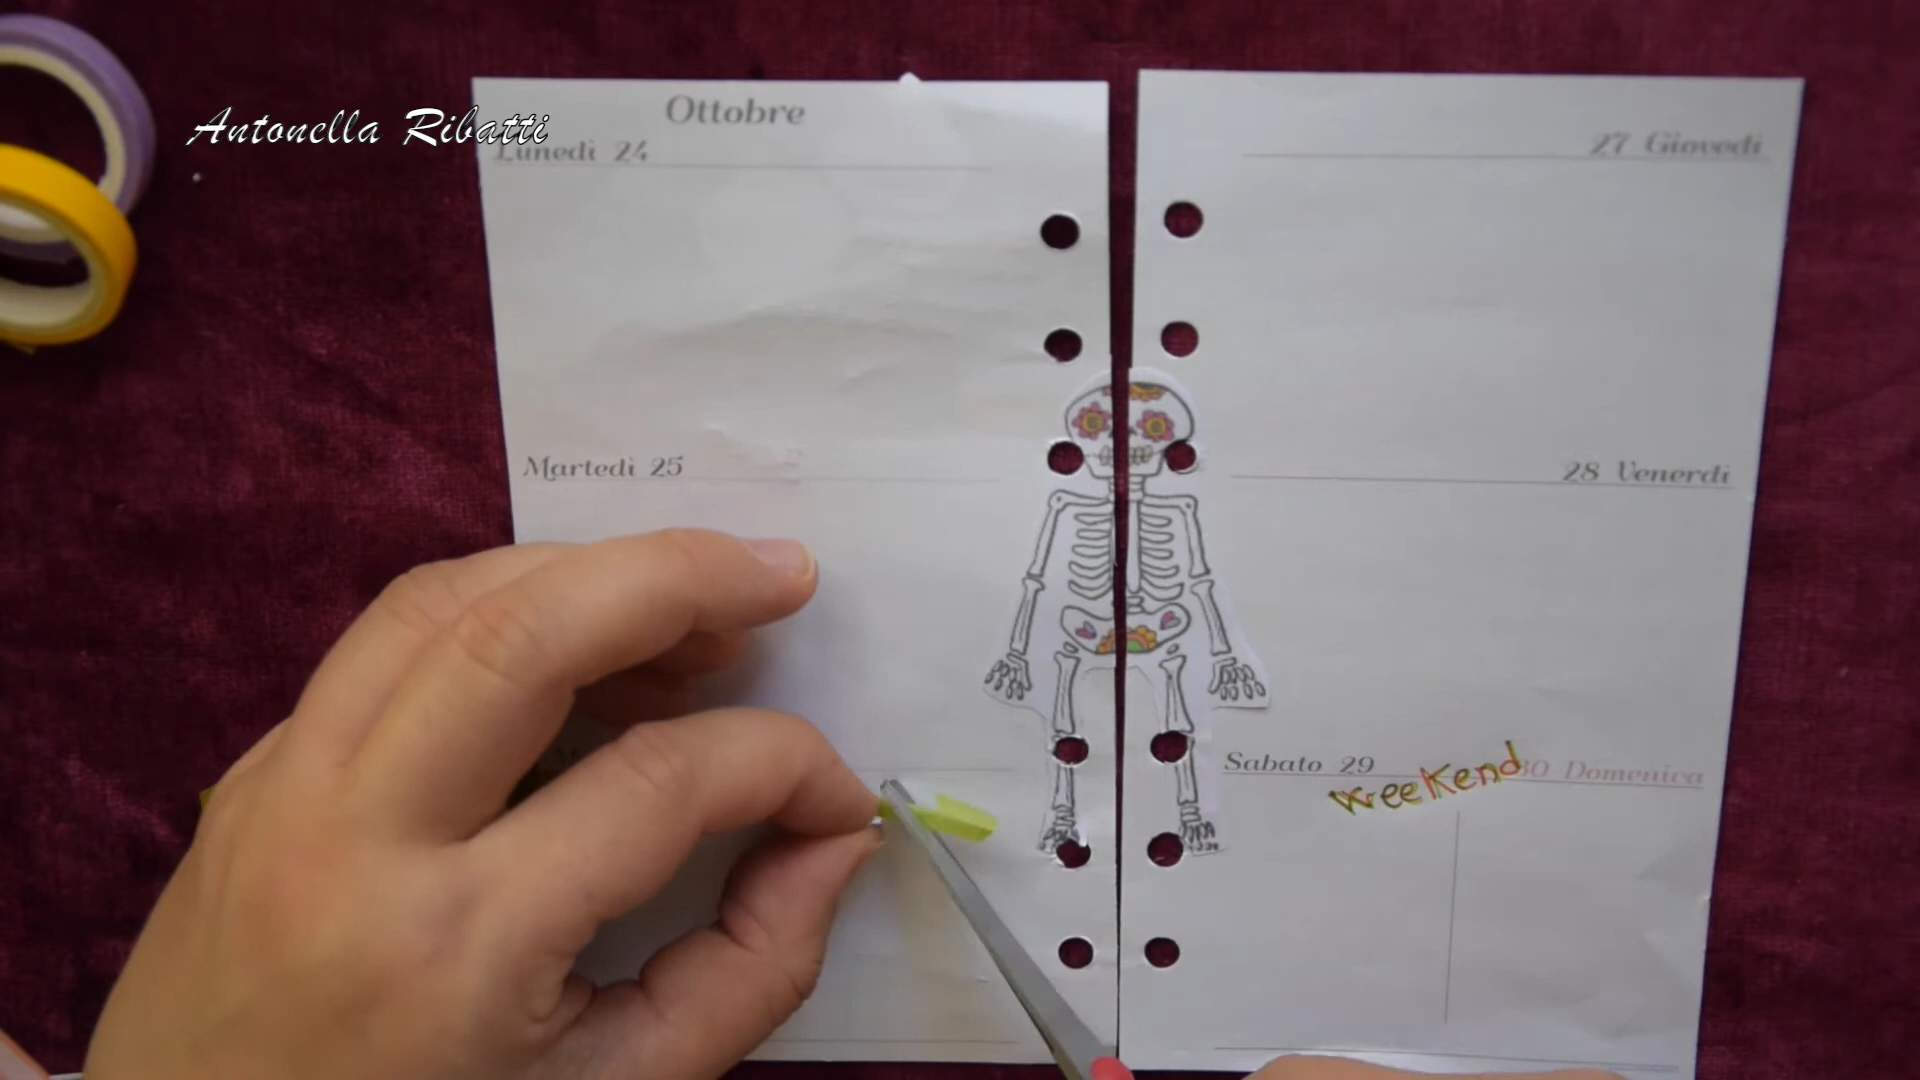 Antonella Ribatti
Ottobre
Lunedì 24
27 Giovedì
Martedì 25
28 Venerdì
Sabato 29
30 Domenica
weekend